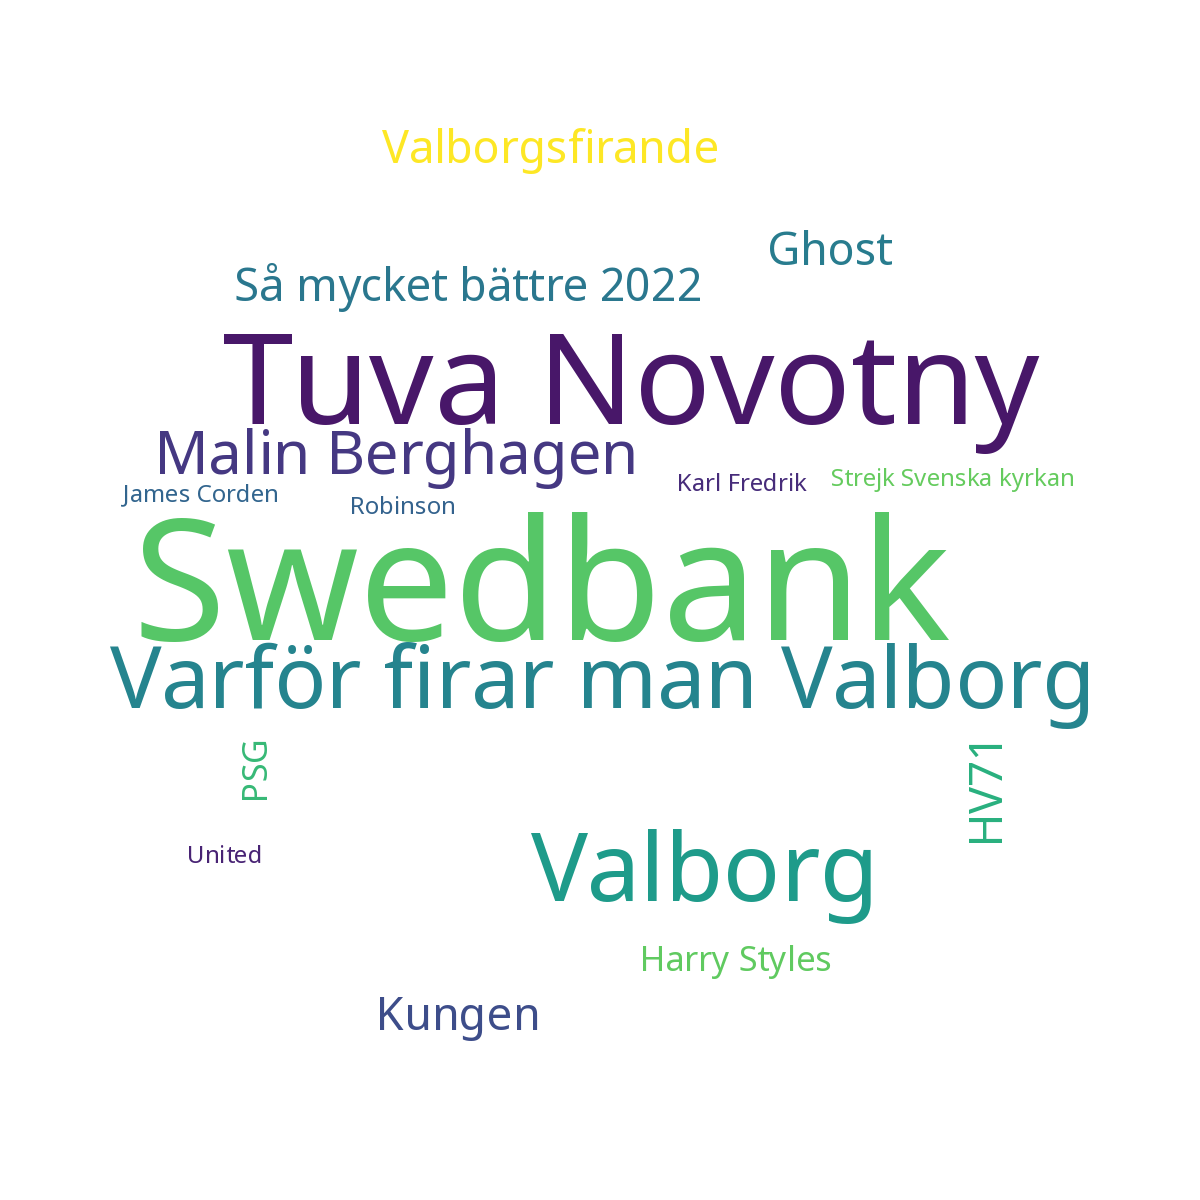 Valborgsfirande
Ghost
Så mycket bättre 2022
Tuva Novotny
Malin Berghagen
Karl Fredrik
Strejk Svenska kyrkan
James Corden
Robinson
Swedbank
Varför firar man Valborg
PSG
HV71
United
Valborg
Harry Styles
Kungen